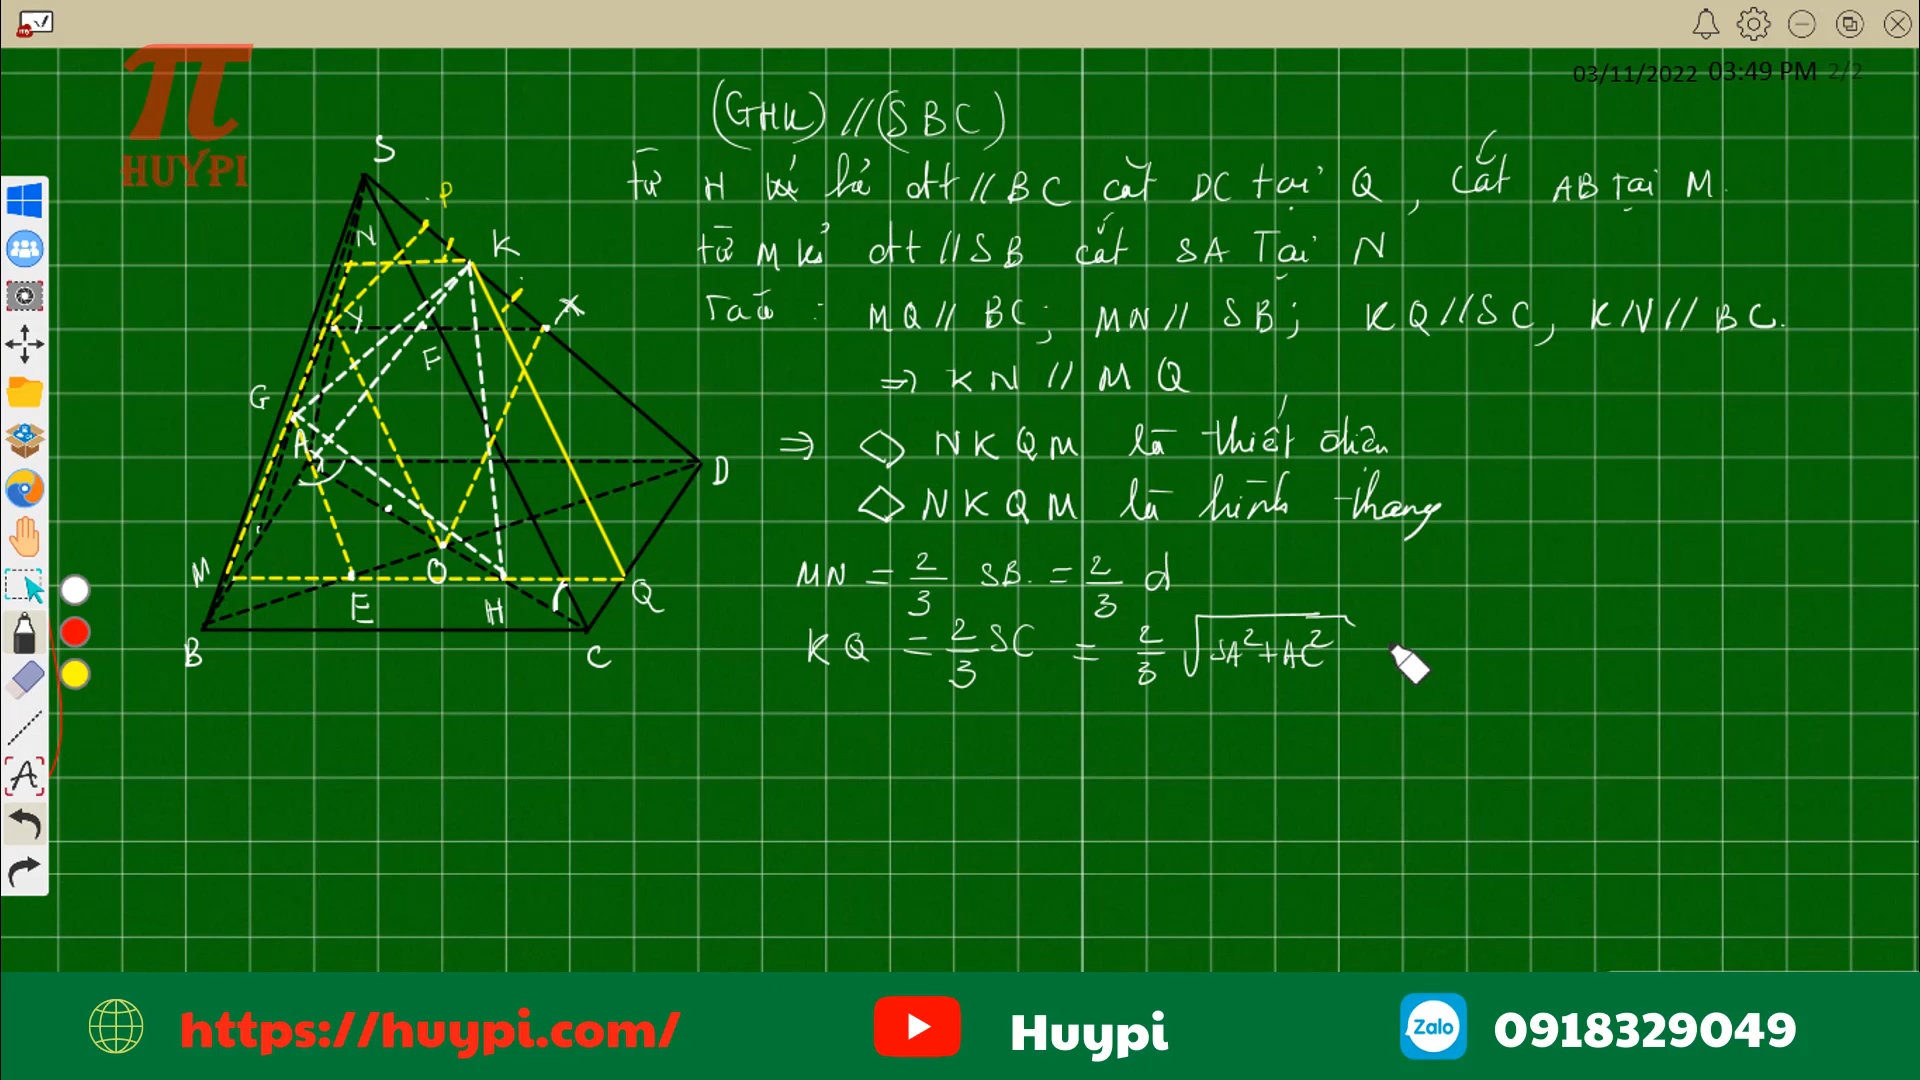 03/11/2022 03:49 PM 2/2
π
HUYPI
(GHK) // (SBC)
Từ H kẻ đt // BC cắt DC tại Q, Cắt AB tại M.
từ M kẻ đt // SB cắt SA Tại N
Ta có : MQ // BC; MN // SB; KQ // SC, KN // BC.
=> KN // MQ
=> ◇ NKQM là thiết diện
◇ NKQM là hình thang
MN = 2/3 SB. = 2/3 d
KQ = 2/3 SC = 2/3 √(SA² + AC²)
S
P
N
K
Y
X
F
G
A
D
M
O
E
H
Q
B
C
https://huypi.com/
Huypi
Zalo
0918329049